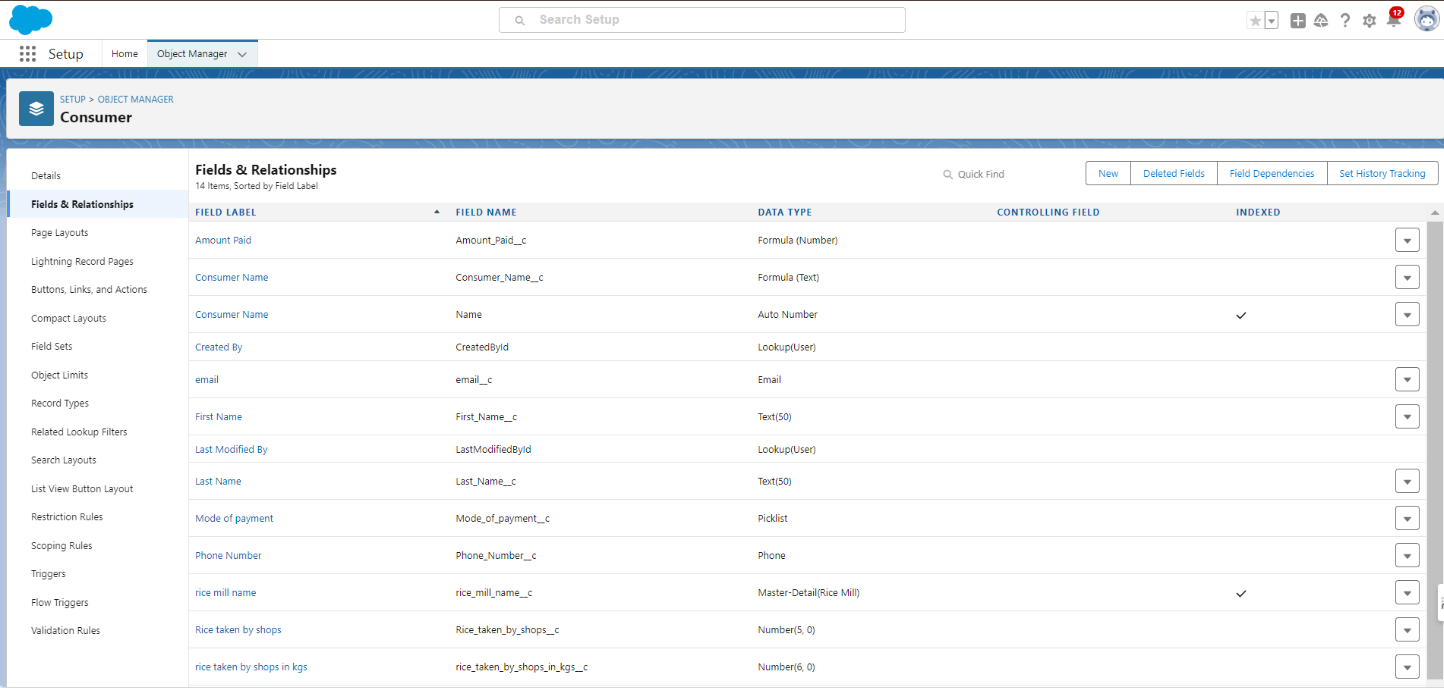 Search Setup
12
Setup
Home
Object Manager
SETUP > OBJECT MANAGER
Consumer
Details
Fields & Relationships
Page Layouts
Lightning Record Pages
Buttons, Links, and Actions
Compact Layouts
Field Sets
Object Limits
Record Types
Related Lookup Filters
Search Layouts
List View Button Layout
Restriction Rules
Scoping Rules
Triggers
Flow Triggers
Validation Rules
Fields & Relationships
14 Items, Sorted by Field Label
Quick Find
New
Deleted Fields
Field Dependencies
Set History Tracking
FIELD LABEL FIELD NAME DATA TYPE CONTROLLING FIELD INDEXED
Amount Paid Amount_Paid__c Formula (Number)
Consumer Name Consumer_Name__c Formula (Text)
Consumer Name Name Auto Number
Created By CreatedById Lookup(User)
email email__c Email
First Name First_Name__c Text(50)
Last Modified By LastModifiedById Lookup(User)
Last Name Last_Name__c Text(50)
Mode of payment Mode_of_payment__c Picklist
Phone Number Phone_Number__c Phone
rice mill name rice_mill_name__c Master-Detail(Rice Mill)
Rice taken by shops Rice_taken_by_shops__c Number(5, 0)
rice taken by shops in kgs rice_taken_by_shops_in_kgs__c Number(6, 0)